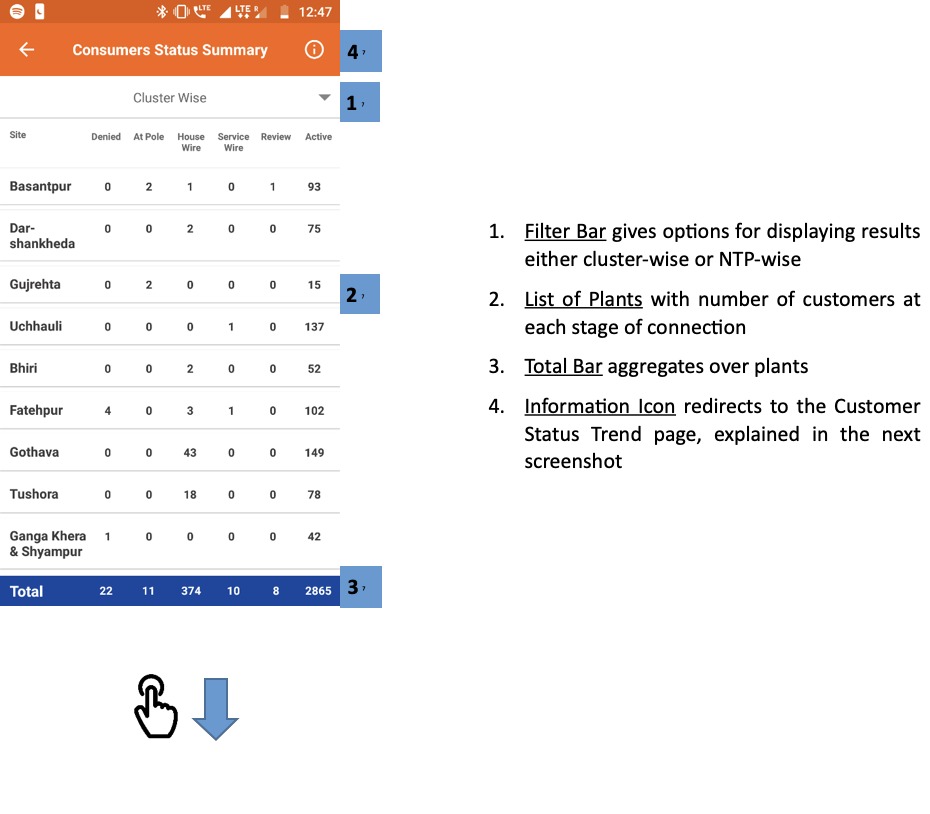 LTE LTE R 12:47
Consumers Status Summary
4,
Cluster Wise
1,
Site Denied At Pole House Wire Service Wire Review Active
Basantpur 0 2 1 0 1 93
Dar-
shankheda 0 0 2 0 0 75
Gujrehta 0 2 0 0 0 15
2,
Uchhauli 0 0 0 1 0 137
Bhiri 0 0 2 0 0 52
Fatehpur 4 0 3 1 0 102
Gothava 0 0 43 0 0 149
Tushora 0 0 18 0 0 78
Ganga Khera 1 0 0 0 0 42
& Shyampur
Total 22 11 374 10 8 2865
3,
1. Filter Bar gives options for displaying results
either cluster-wise or NTP-wise
2. List of Plants with number of customers at
each stage of connection
3. Total Bar aggregates over plants
4. Information Icon redirects to the Customer
Status Trend page, explained in the next
screenshot